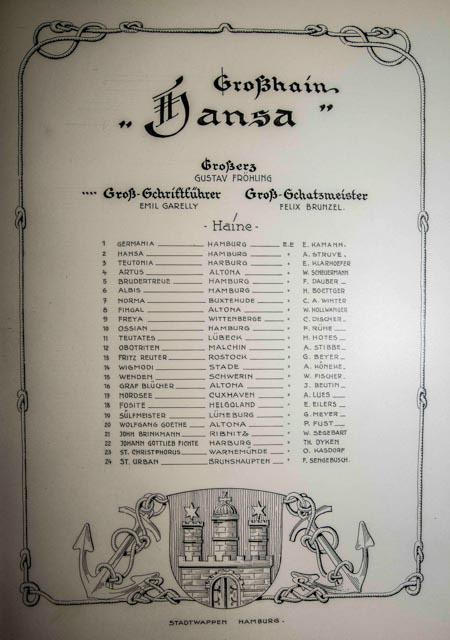 Großhain
„Hansa”
Großerz
GUSTAV FRÖHLING
Groß-Schriftführer Groß-Schatzmeister
EMIL GARELLY FELIX BRUNZEL.
- Haine -
1 GERMANIA HAMBURG E.E E. KAMANN.
2 HANSA HAMBURG " A. STRUVE.
3 TEUTONIA HARBURG " E. KLARHOEFER
4 ARTUS ALTONA " W. SCHEUERMANN
5 BRUDERTREUE HAMBURG " F. DAUBER
6 ALBIS HAMBURG " H. BOETTGER
7 NORMA BUXTEHUDE " C. A. WINTER
8 FINGAL ALTONA " W. HOLLWANGER
9 FREYA WITTENBERGE " C. DISCHER
10 OSSIAN HAMBURG " F. RÜHE
11 TEUTATES LÜBECK " H. HOTES
12 OBOTRITEN MALCHIN " A. STIBBE
13 FRITZ REUTER ROSTOCK " G. BEYER
14 WIGMODI STADE " A. HÖNEKE
15 WENDEN SCHWERIN " W. FISCHER
16 GRAF BLÜCHER ALTONA " J. BEUTIN
17 NORDSEE CUXHAVEN " A. LUES
18 FOSITE HELGOLAND " E. EILERS
19 SÜLFMEISTER LÜNEBURG " G. MEYER
20 WOLFGANG GOETHE ALTONA " P. FUST
21 JOHN BRINKMANN RIBNITZ " W. SEGEBART
22 JOHANN GOTTLIEB FICHTE HARBURG " TH. DYKEN
23 ST. CHRISTPHORUS WARNEMÜNDE " O. KASDORF
24 ST. URBAN BRUNSHAUPTEN " F. SENGEBUSCH.
STADTWAPPEN HAMBURG.